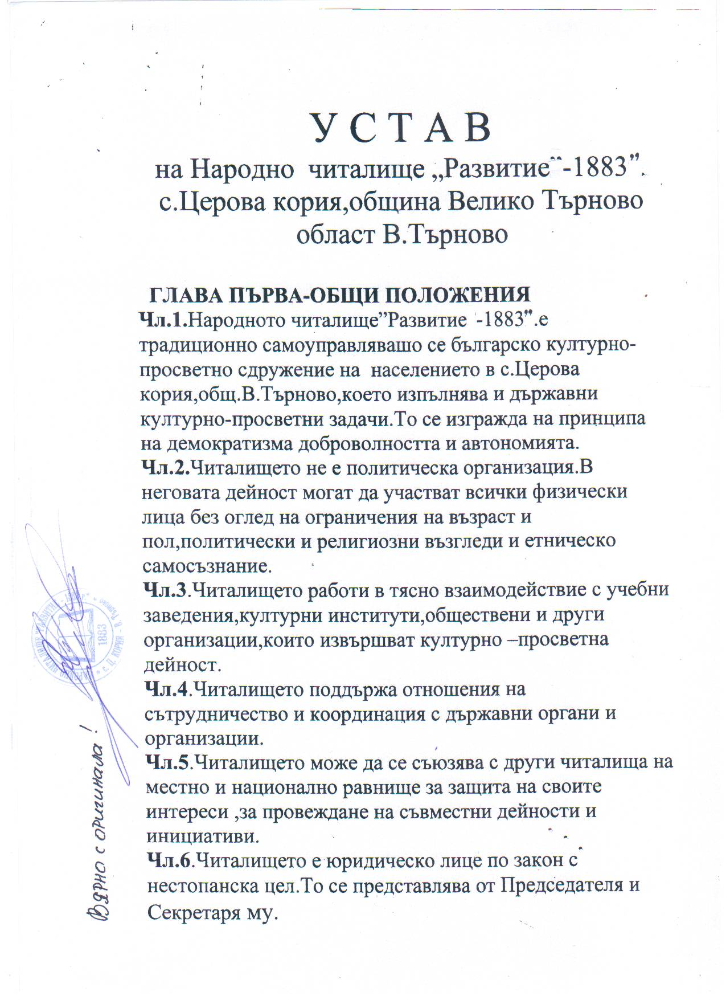 У С Т А В
на Народно читалище „Развитие“-1883”.
с.Церова кория,община Велико Търново
област В.Търново
ГЛАВА ПЪРВА-ОБЩИ ПОЛОЖЕНИЯ
Чл.1.Народното читалище”Развитие '-1883”.е
традиционно самоуправляващо се българско културно-
просветно сдружение на населението в с.Церова
кория,общ.В.Търново,което изпълнява и държавни
културно-просветни задачи.То се изгражда на принципа
на демократизма доброволността и автономията.
Чл.2.Читалището не е политическа организация.В
неговата дейност могат да участват всички физически
лица без оглед на ограничения на възраст и
пол,политически и религиозни възгледи и етническо
самосъзнание.
Чл.3.Читалището работи в тясно взаимодействие с учебни
заведения,културни институти,обществени и други
организации,които извършват културно –просветна
дейност.
Чл.4.Читалището поддържа отношения на
сътрудничество и координация с държавни органи и
организации.
Чл.5.Читалището може да се съюзява с други читалища на
местно и национално равнище за защита на своите
интереси ,за провеждане на съвместни дейности и
инициативи.
Чл.6.Читалището е юридическо лице по закон с
нестопанска цел.То се представлява от Председателя и
Секретаря му.
Вярно с оригинала !
1883
с. Ц. КОРИЯ